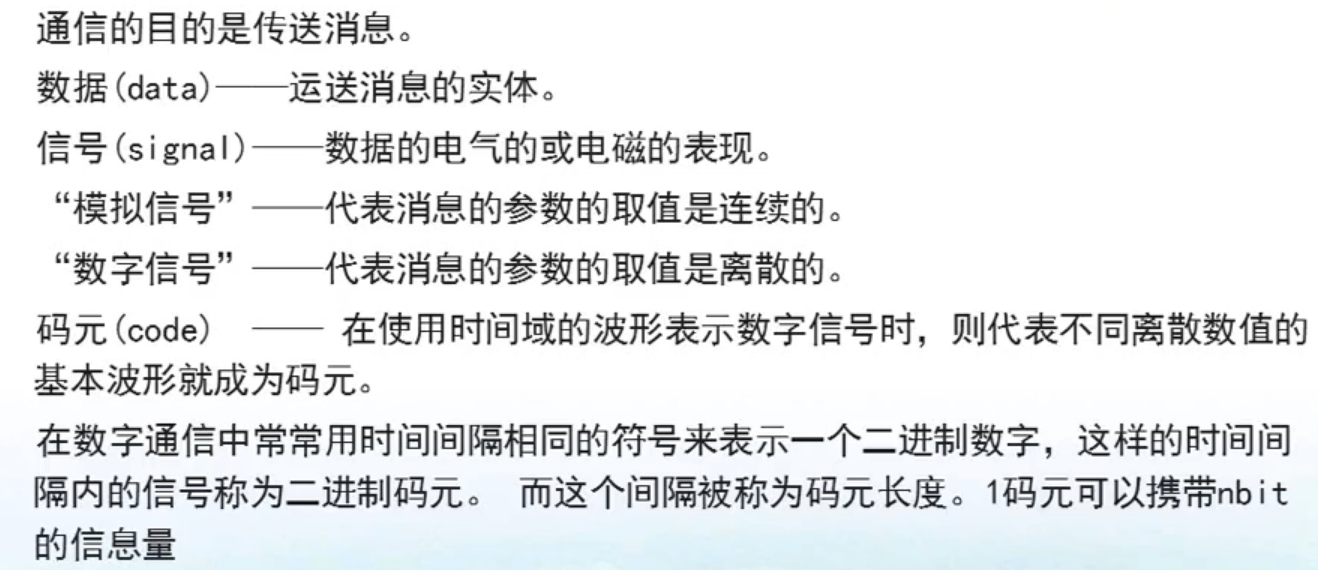 通信的目的是传送消息。
数据(data)——运送消息的实体。
信号(signal)——数据的电气的或电磁的表现。
“模拟信号”——代表消息的参数的取值是连续的。
“数字信号”——代表消息的参数的取值是离散的。
码元(code) —— 在使用时间域的波形表示数字信号时，则代表不同离散数值的
基本波形就成为码元。
在数字通信中常常用时间间隔相同的符号来表示一个二进制数字，这样的时间间
隔内的信号称为二进制码元。 而这个间隔被称为码元长度。1码元可以携带nbit
的信息量